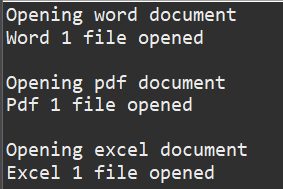 Opening word document
Word 1 file opened
Opening pdf document
Pdf 1 file opened
Opening excel document
Excel 1 file opened